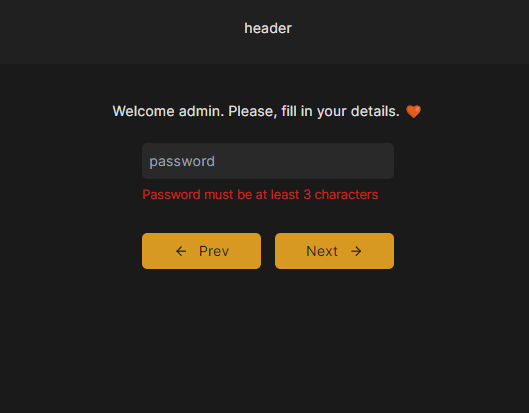 header
Welcome admin. Please, fill in your details. 🧡
password
Password must be at least 3 characters
← Prev
Next →